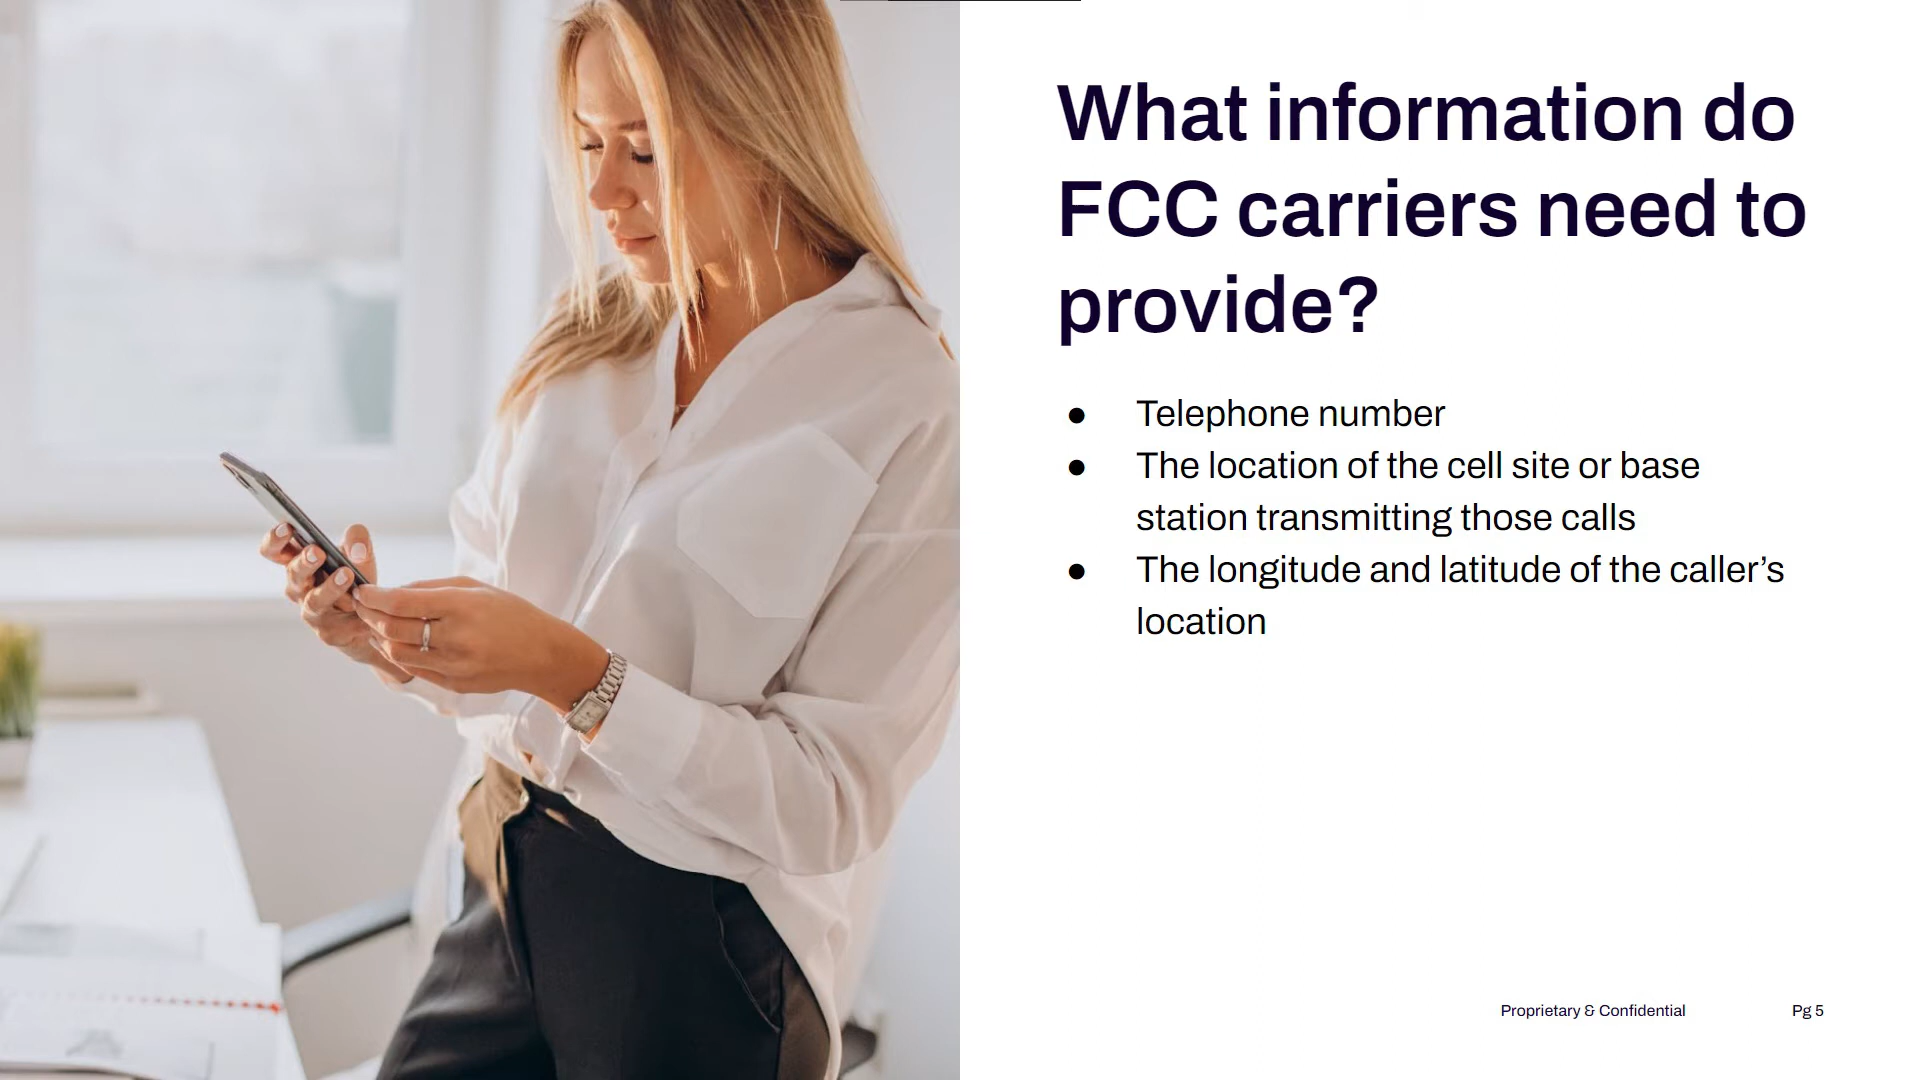 What information do
FCC carriers need to
provide?
● Telephone number
● The location of the cell site or base
station transmitting those calls
● The longitude and latitude of the caller’s
location
Proprietary & Confidential
Pg 5